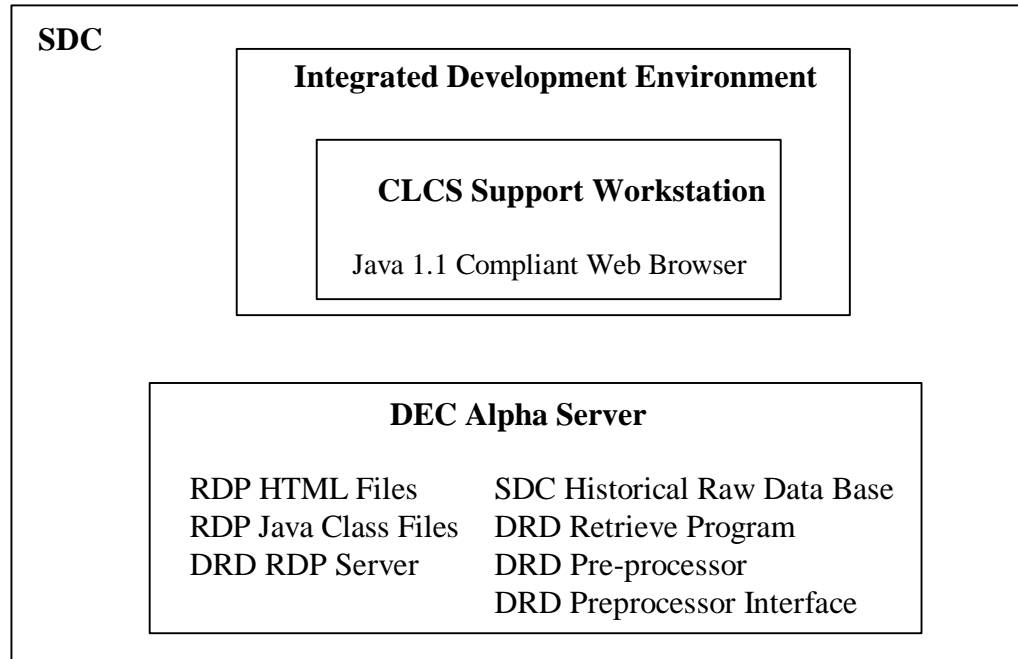 SDC
Integrated Development Environment
CLCS Support Workstation
Java 1.1 Compliant Web Browser
DEC Alpha Server
RDP HTML Files
RDP Java Class Files
DRD RDP Server
SDC Historical Raw Data Base
DRD Retrieve Program
DRD Pre-processor
DRD Preprocessor Interface